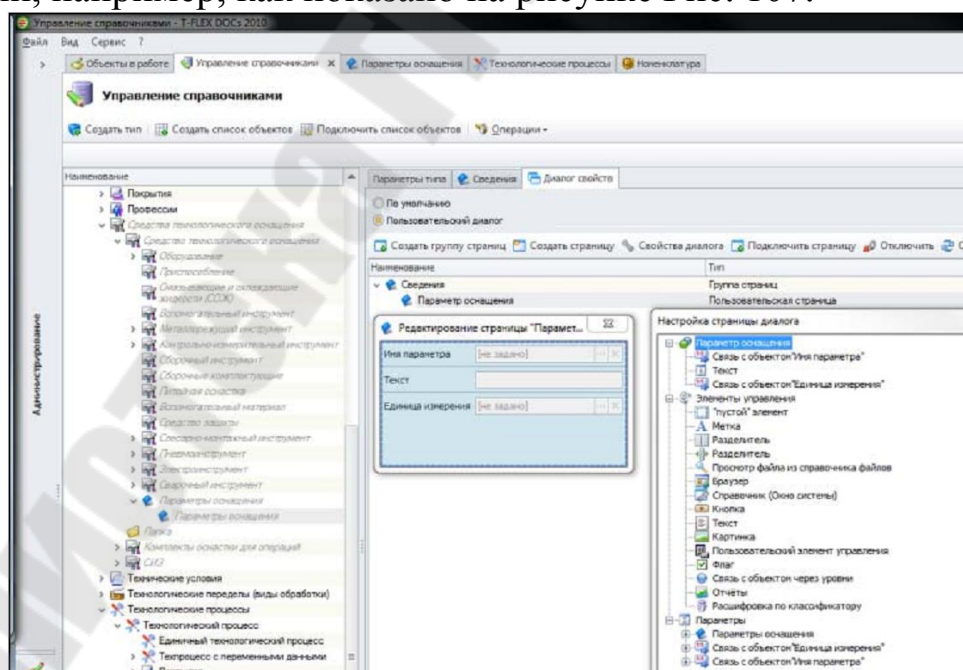 например, как показано на рисунке Рис. 107.
Управление справочниками - T-FLEX DOCs 2010
Файл Вид Сервис ?
Объекты в работе Управление справочниками Параметры оснащения Технологические процессы Номенклатура
Управление справочниками
Создать тип Создать список объектов Подключить список объектов Операции
Наименование
Покрытия
Профессии
Средства технологического оснащения
Средства технологического оснащения
Оборудование
Приспособление
Смазывающие и охлаждающие
жидкости (СОЖ)
Вспомогательный инструмент
Металлорежущий инструмент
Контрольно-измерительный инструмент
Сборочный инструмент
Сборочные комплектующие
Литейная оснастка
Вспомогательный материал
Средство защиты
Слесарно-монтажный инструмент
Пневмоинструмент
Электроинструмент
Сварочный инструмент
Параметры оснащения
Параметры оснащения
Папка
Комплекты оснастки для операций
СИЗ
Технические условия
Технологические переделы (виды обработки)
Технологические процессы
Технологический процесс
Единичный технологический процесс
Техпроцесс с переменными данными
Администрирование
Параметры типа Сведения Диалог свойств
По умолчанию
Пользовательский диалог
Создать группу страниц Создать страницу Свойства диалога Подключить страницу Отключить
Наименование Тип
Сведения Группа страниц
Параметр оснащения Пользовательская страница
Редактирование страницы "Парамет...
Имя параметра [не задано]
Текст
Единица измерения [не задано]
Настройка страницы диалога
Параметр оснащения
Связь с объектом "Имя параметра"
Текст
Связь с объектом "Единица измерения"
Элементы управления
"пустой" элемент
Метка
Разделитель
Разделитель
Просмотр файла из справочника файлов
Браузер
Справочник (Окно системы)
Кнопка
Текст
Картинка
Пользовательский элемент управления
Флаг
Связь с объектом через уровни
Отчёты
Расшифровка по классификатору
Параметры
Параметры оснащения
Связь с объектом "Единица измерения"
Связь с объектом "Имя параметра"